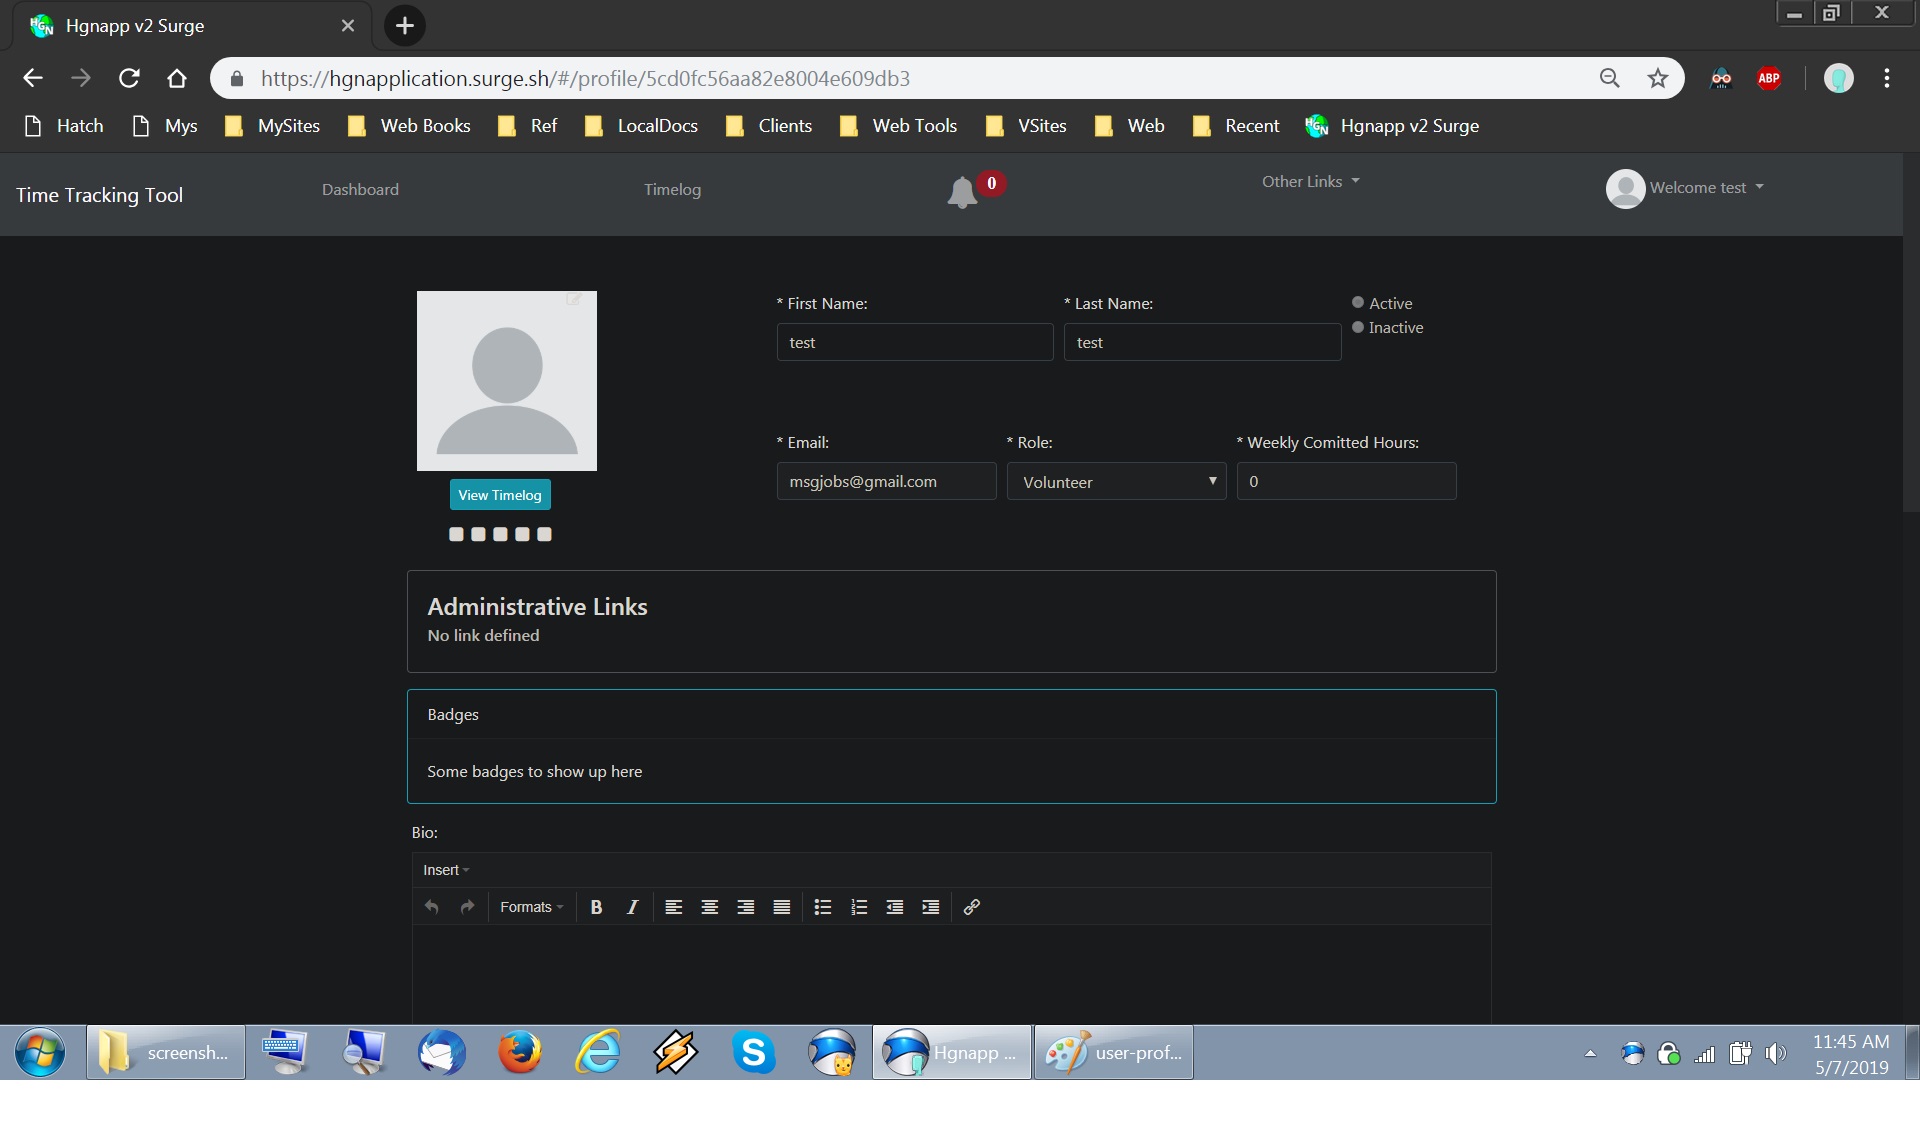 Hgnapp v2 Surge
https://hgnapplication.surge.sh/#/profile/5cd0fc56aa82e8004e609db3
ABP
Hatch Mys MySites Web Books Ref LocalDocs Clients Web Tools VSites Web Recent HGN Hgnapp v2 Surge
Time Tracking Tool Dashboard Timelog 0 Other Links Welcome test
* First Name: * Last Name: Active
Inactive
test test
* Email: * Role: * Weekly Comitted Hours:
msgjobs@gmail.com Volunteer 0
View Timelog
Administrative Links
No link defined
Badges
Some badges to show up here
Bio:
Insert
Formats B I
screensh... S Hgnapp ... user-prof... 11:45 AM
5/7/2019